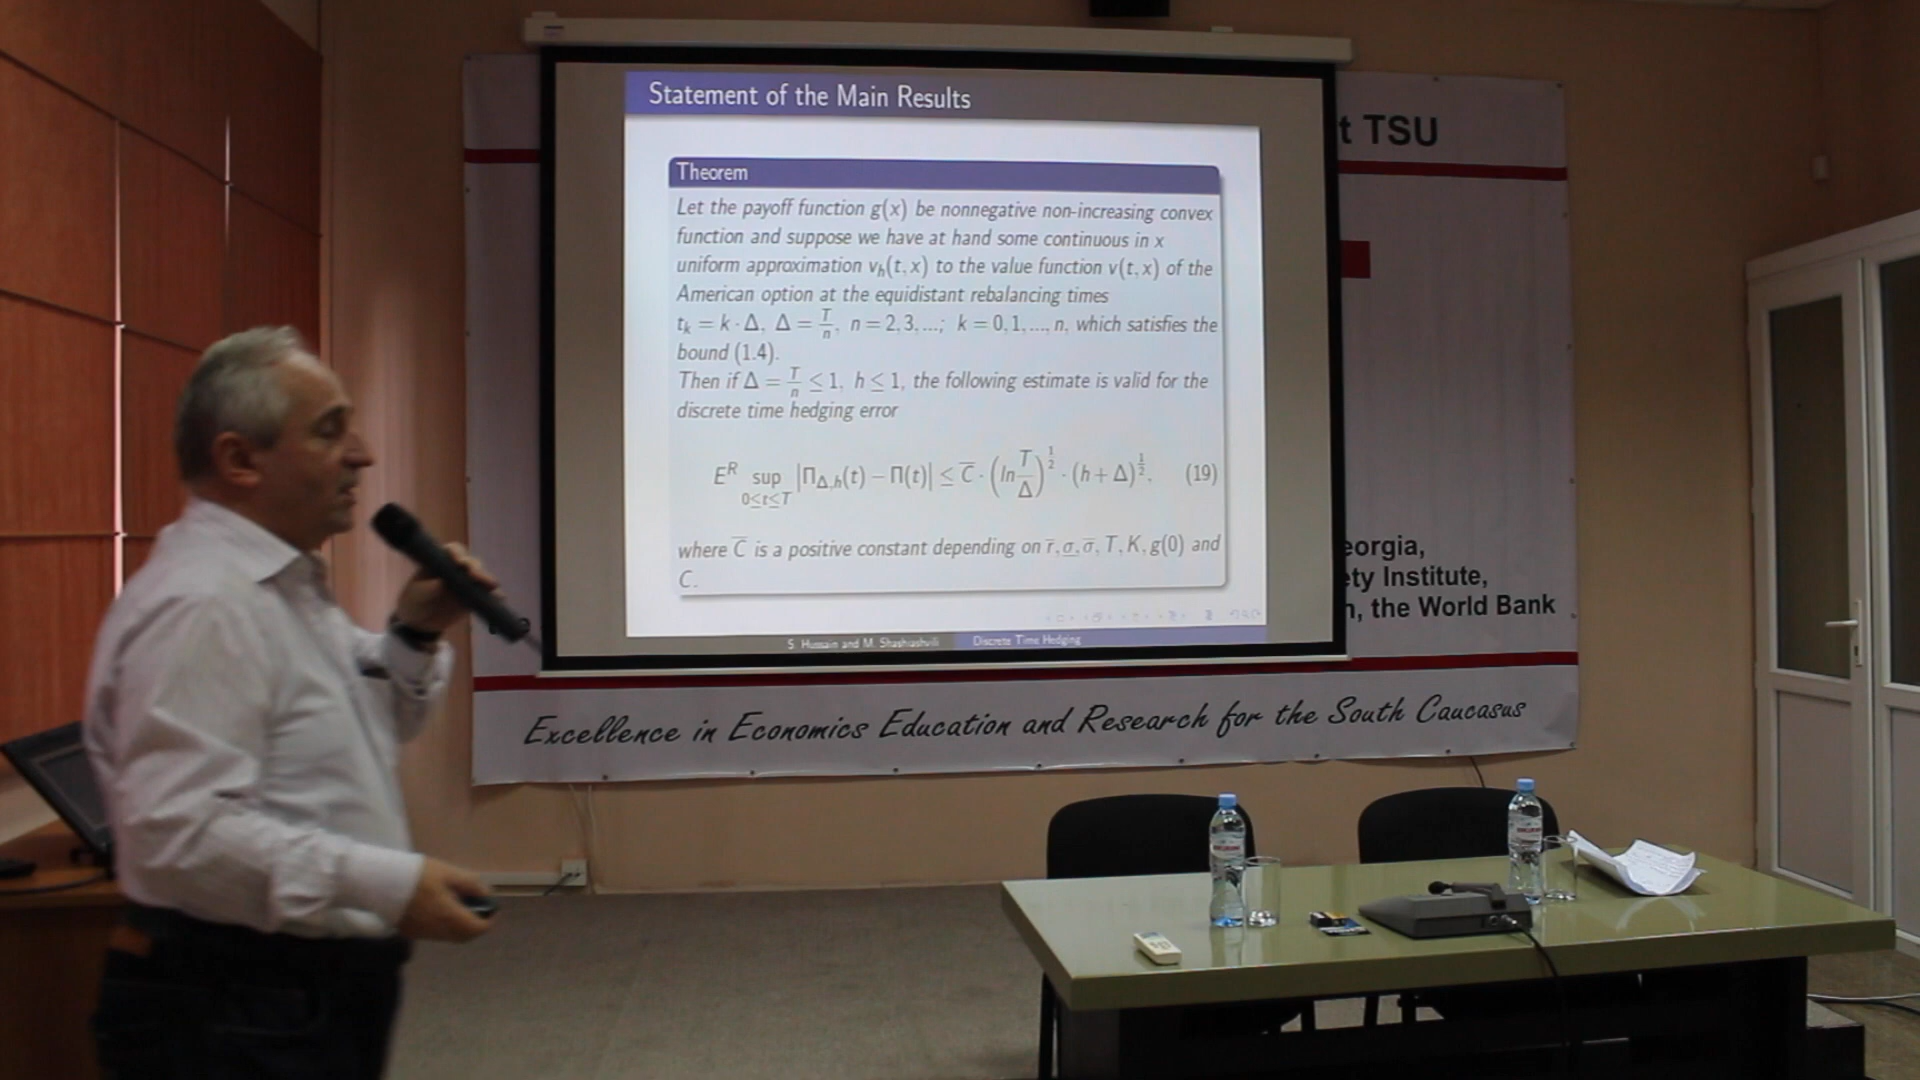 Statement of the Main Results
Theorem
Let the payoff function g(x) be nonnegative non-increasing convex
function and suppose we have at hand some continuous in x
uniform approximation v_h(t, x) to the value function v(t, x) of the
American option at the equidistant rebalancing times
t_k = k · Δ, Δ = T/n, n = 2, 3, ...; k = 0, 1, ..., n, which satisfies the
bound (1.4).
Then if Δ = T/n ≤ 1, h ≤ 1, the following estimate is valid for the
discrete time hedging error
E^R sup_{0≤t≤T} |Π_{Δ,h}(t) − Π(t)| ≤ C̅ · (ln T/Δ)^{1/2} · (h + Δ)^{1/2}, (19)
where C̅ is a positive constant depending on r̅, σ̲, σ̅, T, K, g(0) and
C.
S. Hussain and M. Shashiashvili Discrete Time Hedging
t TSU
eorgia,
ety Institute,
n, the World Bank
Excellence in Economics Education and Research for the South Caucasus